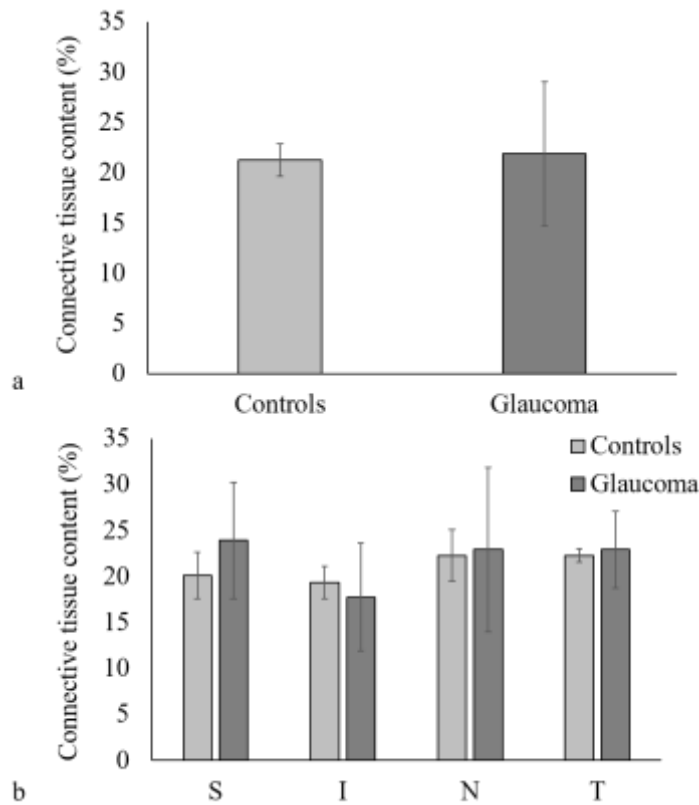 Connective tissue content (%)
35
30
25
20
15
10
5
0
Controls Glaucoma
a
Connective tissue content (%)
35
30
25
20
15
10
5
0
Controls
Glaucoma
S I N T
b